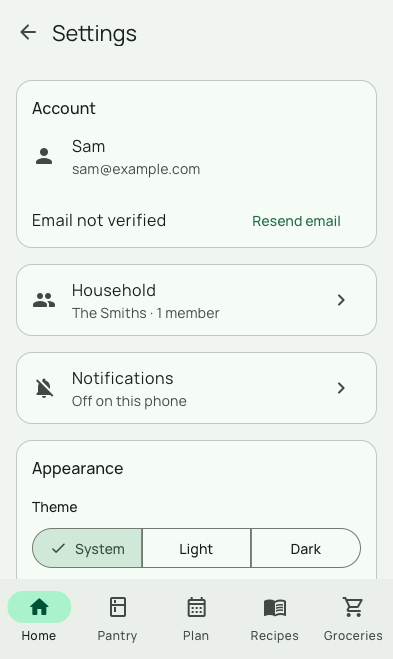 Settings
Account
Sam
sam@example.com
Email not verified Resend email
Household
The Smiths · 1 member
Notifications
Off on this phone
Appearance
Theme
System Light Dark
Home Pantry Plan Recipes Groceries